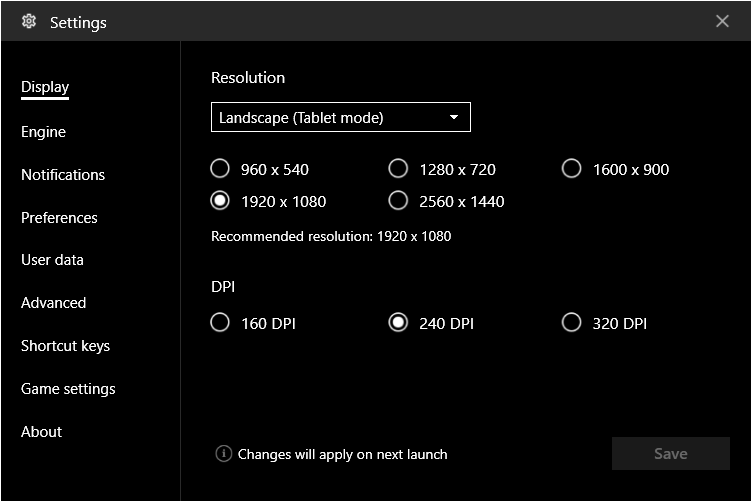 Settings
Display
Engine
Notifications
Preferences
User data
Advanced
Shortcut keys
Game settings
About
Resolution
Landscape (Tablet mode)
960 x 540 1280 x 720 1600 x 900
1920 x 1080 2560 x 1440
Recommended resolution: 1920 x 1080
DPI
160 DPI 240 DPI 320 DPI
Changes will apply on next launch
Save